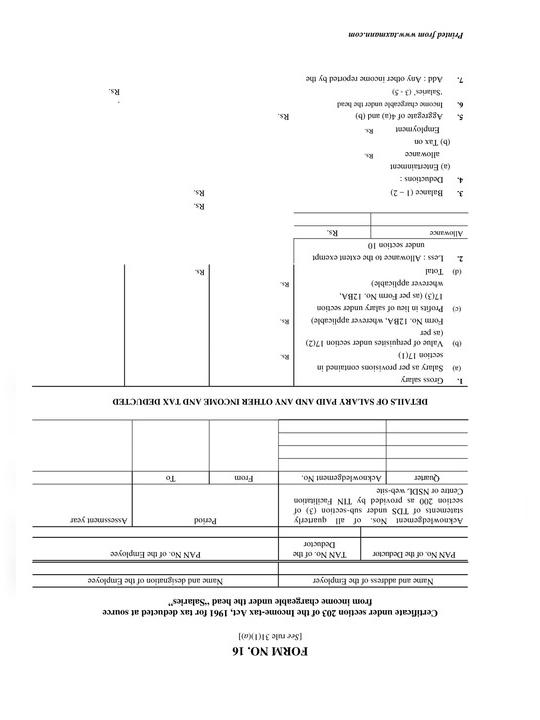 FORM NO. 16
[See rule 31(1)(a)]
Certificate under section 203 of the Income-tax Act, 1961 for tax deducted at source
from income chargeable under the head “Salaries”
Name and address of the Employer
Name and designation of the Employee
PAN No. of the Deductor
TAN No. of the
Deductor
PAN No. of the Employee
Acknowledgement Nos. of all quarterly
statements of TDS under sub-section (3) of
section 200 as provided by TIN Facilitation
Centre or NSDL web-site
Period
Assessment year
Quarter
Acknowledgement No.
From
To
DETAILS OF SALARY PAID AND ANY OTHER INCOME AND TAX DEDUCTED
1. Gross salary
(a) Salary as per provisions contained in
section 17(1) Rs.
(b) Value of perquisites under section 17(2)
(as per
Form No. 12BA, wherever applicable) Rs.
(c) Profits in lieu of salary under section
17(3) (as per Form No. 12BA,
wherever applicable) Rs.
(d) Total Rs.
2. Less : Allowance to the extent exempt
under section 10
Allowance Rs.
Rs.
3. Balance (1 – 2) Rs.
4. Deductions :
(a) Entertainment
allowance Rs.
(b) Tax on
Employment Rs.
5. Aggregate of 4(a) and (b) Rs.
6. Income chargeable under the head
'Salaries' (3 - 5) Rs.
7. Add : Any other income reported by the
Printed from www.taxmann.com